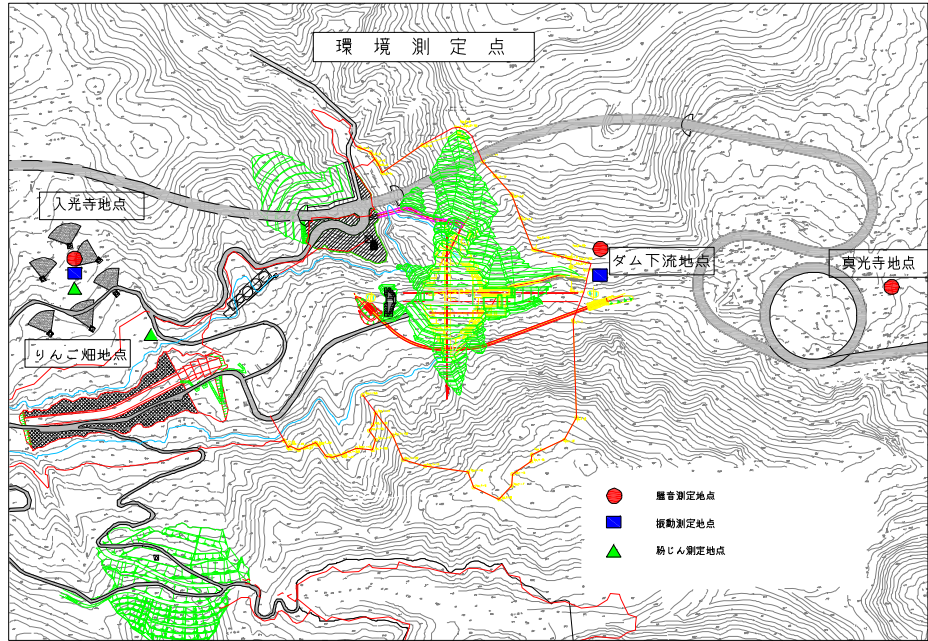 環境測定点
入光寺地点
ダム下流地点
真光寺地点
りんご畑地点
騒音測定地点
振動測定地点
粉じん測定地点